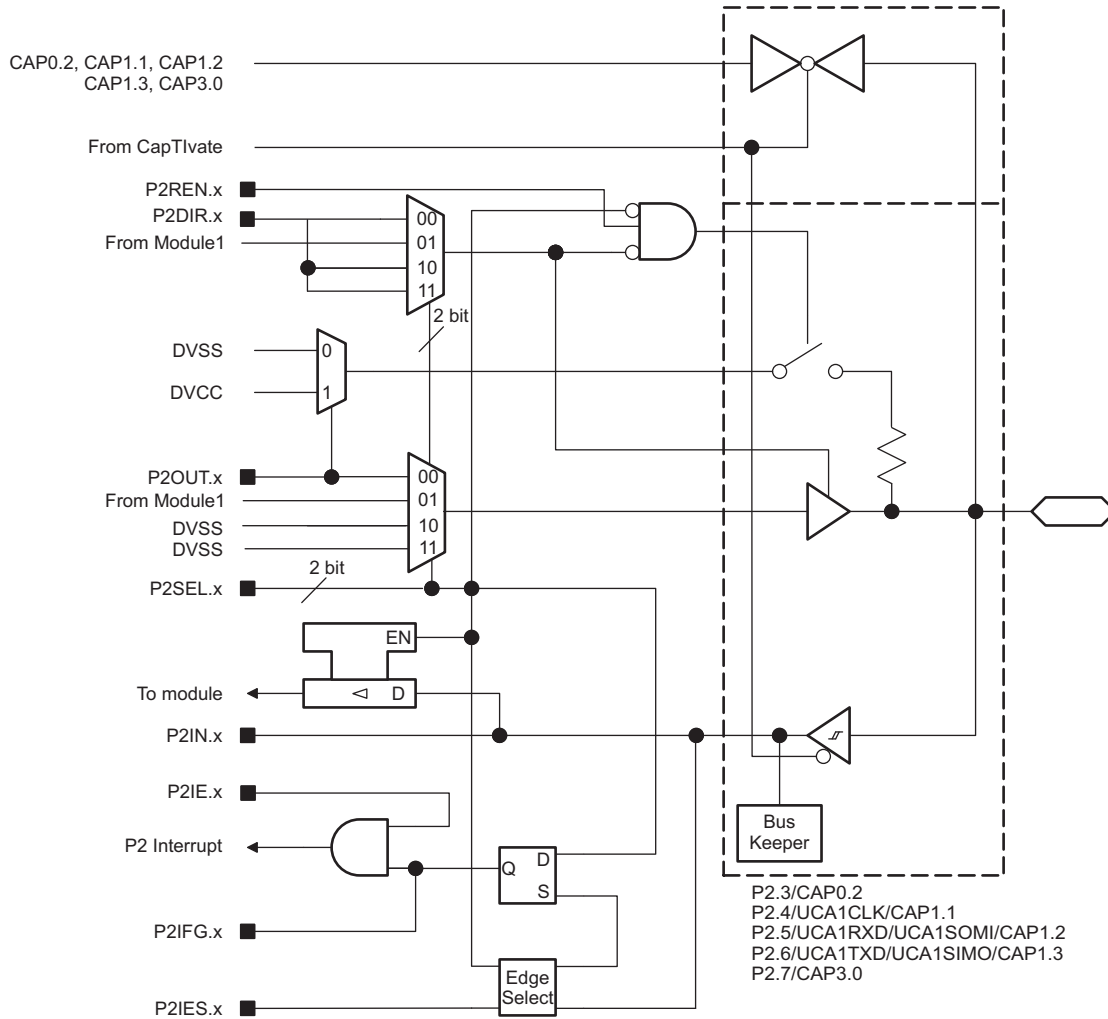 CAP0.2, CAP1.1, CAP1.2
CAP1.3, CAP3.0
From CapTIvate
P2REN.x
P2DIR.x
From Module1
00
01
10
11
2 bit
DVSS
DVCC
0
1
P2OUT.x
From Module1
DVSS
DVSS
00
01
10
11
P2SEL.x
2 bit
EN
To module
D
P2IN.x
P2IE.x
P2 Interrupt
Q
D
S
P2IFG.x
P2IES.x
Edge
Select
Bus
Keeper
P2.3/CAP0.2
P2.4/UCA1CLK/CAP1.1
P2.5/UCA1RXD/UCA1SOMI/CAP1.2
P2.6/UCA1TXD/UCA1SIMO/CAP1.3
P2.7/CAP3.0